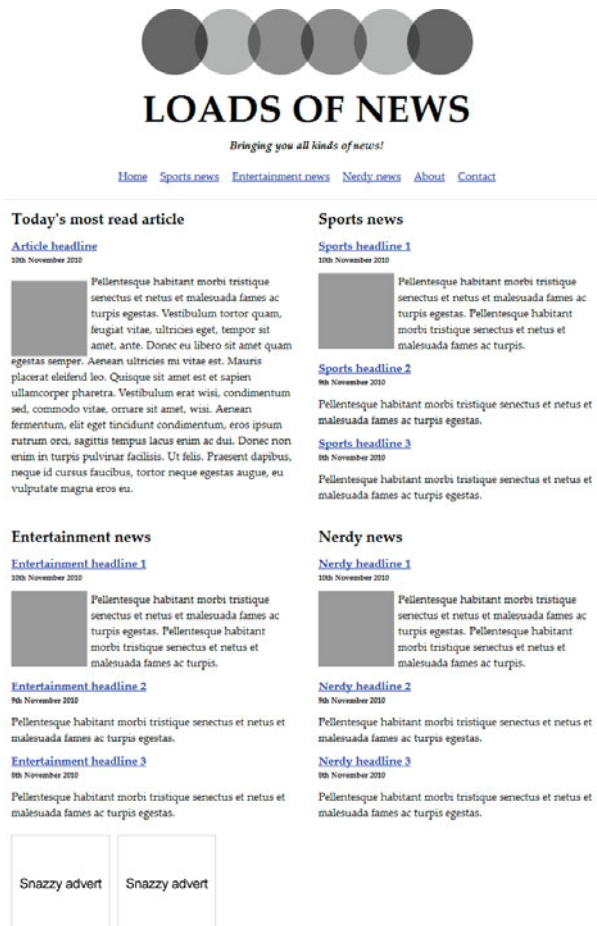 LOADS OF NEWS
Bringing you all kinds of news!
Home Sports news Entertainment news Nerdy news About Contact
Today's most read article
Article headline
10th November 2010
Pellentesque habitant morbi tristique
senectus et netus et malesuada fames ac
turpis egestas. Vestibulum tortor quam,
feugiat vitae, ultricies eget, tempor sit
amet, ante. Donec eu libero sit amet quam
egestas semper. Aenean ultricies mi vitae est. Mauris
placerat eleifend leo. Quisque sit amet est et sapien
ullamcorper pharetra. Vestibulum erat wisi, condimentum
sed, commodo vitae, ornare sit amet, wisi. Aenean
fermentum, elit eget tincidunt condimentum, eros ipsum
rutrum orci, sagittis tempus lacus enim ac dui. Donec non
enim in turpis pulvinar facilisis. Ut felis. Praesent dapibus,
neque id cursus faucibus, tortor neque egestas augue, eu
vulputate magna eros eu.
Sports news
Sports headline 1
10th November 2010
Pellentesque habitant morbi tristique
senectus et netus et malesuada fames ac
turpis egestas. Pellentesque habitant
morbi tristique senectus et netus et
malesuada fames ac turpis.
Sports headline 2
9th November 2010
Pellentesque habitant morbi tristique senectus et netus et
malesuada fames ac turpis egestas.
Sports headline 3
9th November 2010
Pellentesque habitant morbi tristique senectus et netus et
malesuada fames ac turpis egestas.
Entertainment news
Entertainment headline 1
10th November 2010
Pellentesque habitant morbi tristique
senectus et netus et malesuada fames ac
turpis egestas. Pellentesque habitant
morbi tristique senectus et netus et
malesuada fames ac turpis.
Entertainment headline 2
9th November 2010
Pellentesque habitant morbi tristique senectus et netus et
malesuada fames ac turpis egestas.
Entertainment headline 3
9th November 2010
Pellentesque habitant morbi tristique senectus et netus et
malesuada fames ac turpis egestas.
Nerdy news
Nerdy headline 1
10th November 2010
Pellentesque habitant morbi tristique
senectus et netus et malesuada fames ac
turpis egestas. Pellentesque habitant
morbi tristique senectus et netus et
malesuada fames ac turpis.
Nerdy headline 2
9th November 2010
Pellentesque habitant morbi tristique senectus et netus et
malesuada fames ac turpis egestas.
Nerdy headline 3
9th November 2010
Pellentesque habitant morbi tristique senectus et netus et
malesuada fames ac turpis egestas.
Snazzy advert
Snazzy advert